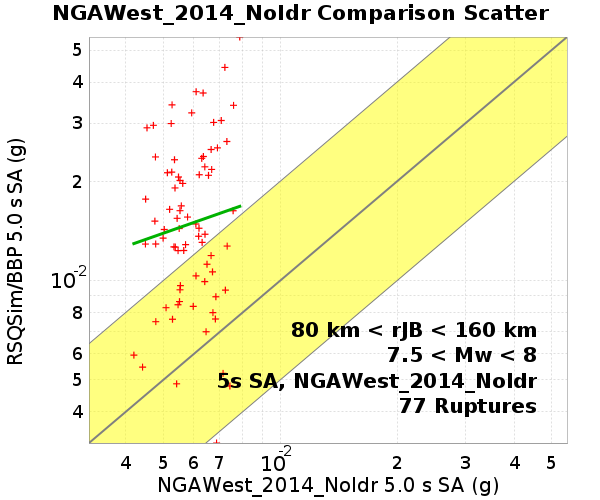 NGAWest_2014_NoIdr Comparison Scatter
RSQSim/BBP 5.0 s SA (g)
5
4
3
2
10⁻²
8
6
5
4
80 km < rJB < 160 km
7.5 < Mw < 8
5s SA, NGAWest_2014_NoIdr
77 Ruptures
4 5 6 7 10⁻² 2 3 4 5
NGAWest_2014_NoIdr 5.0 s SA (g)